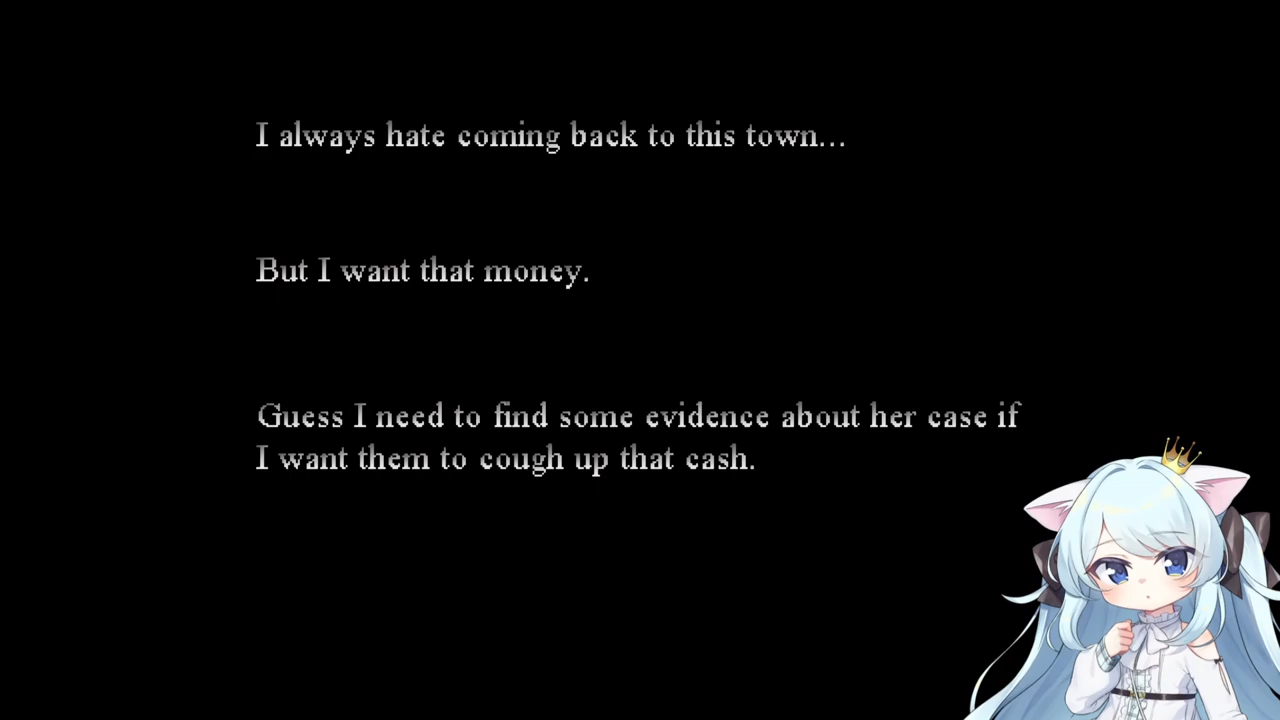 I always hate coming back to this town...
But I want that money.
Guess I need to find some evidence about her case if
I want them to cough up that cash.